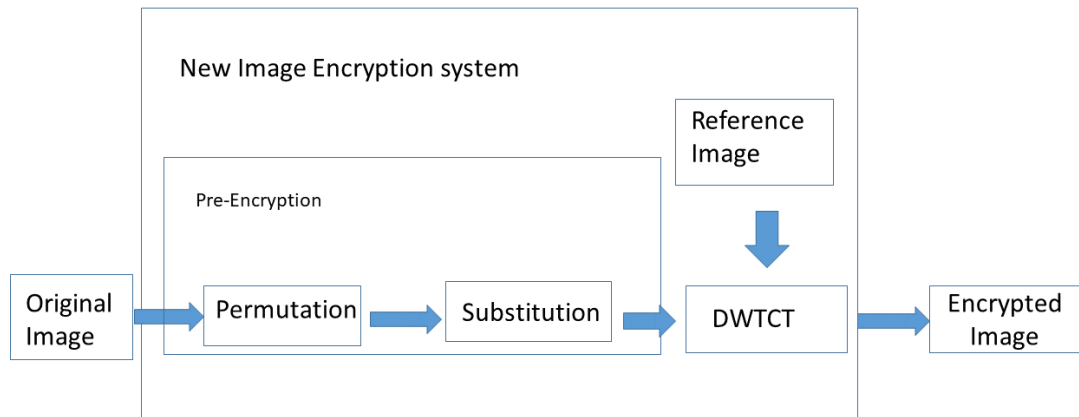 New Image Encryption system
Reference
Image
Pre-Encryption
Original
Image
Permutation
Substitution
DWTCT
Encrypted
Image